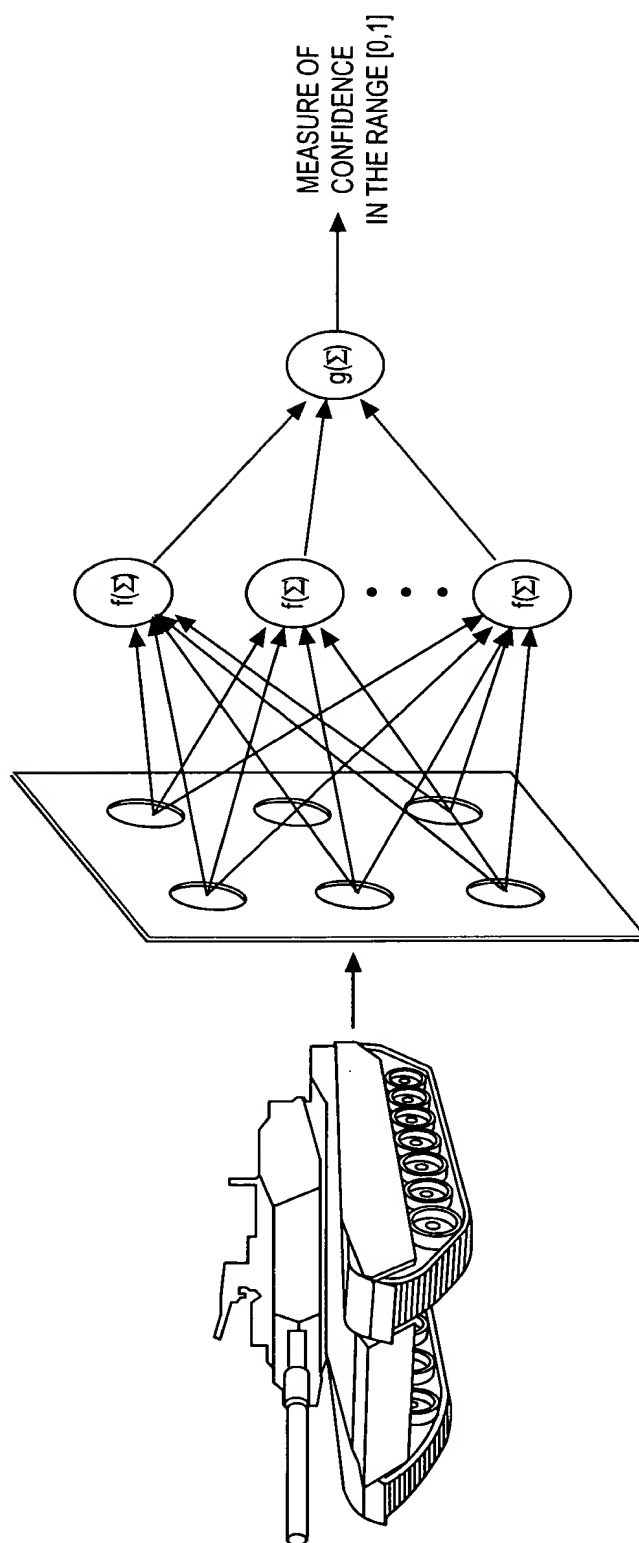 f(Σ)
f(Σ)
f(Σ)
g(Σ)
MEASURE OF
CONFIDENCE
IN THE RANGE [0,1]